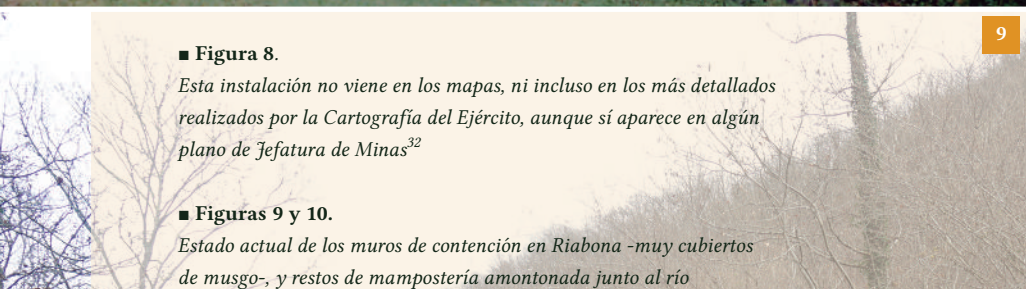 9
■ Figura 8.
Esta instalación no viene en los mapas, ni incluso en los más detallados
realizados por la Cartografía del Ejército, aunque sí aparece en algún
plano de Jefatura de Minas32
■ Figuras 9 y 10.
Estado actual de los muros de contención en Riabona -muy cubiertos
de musgo-, y restos de mampostería amontonada junto al río